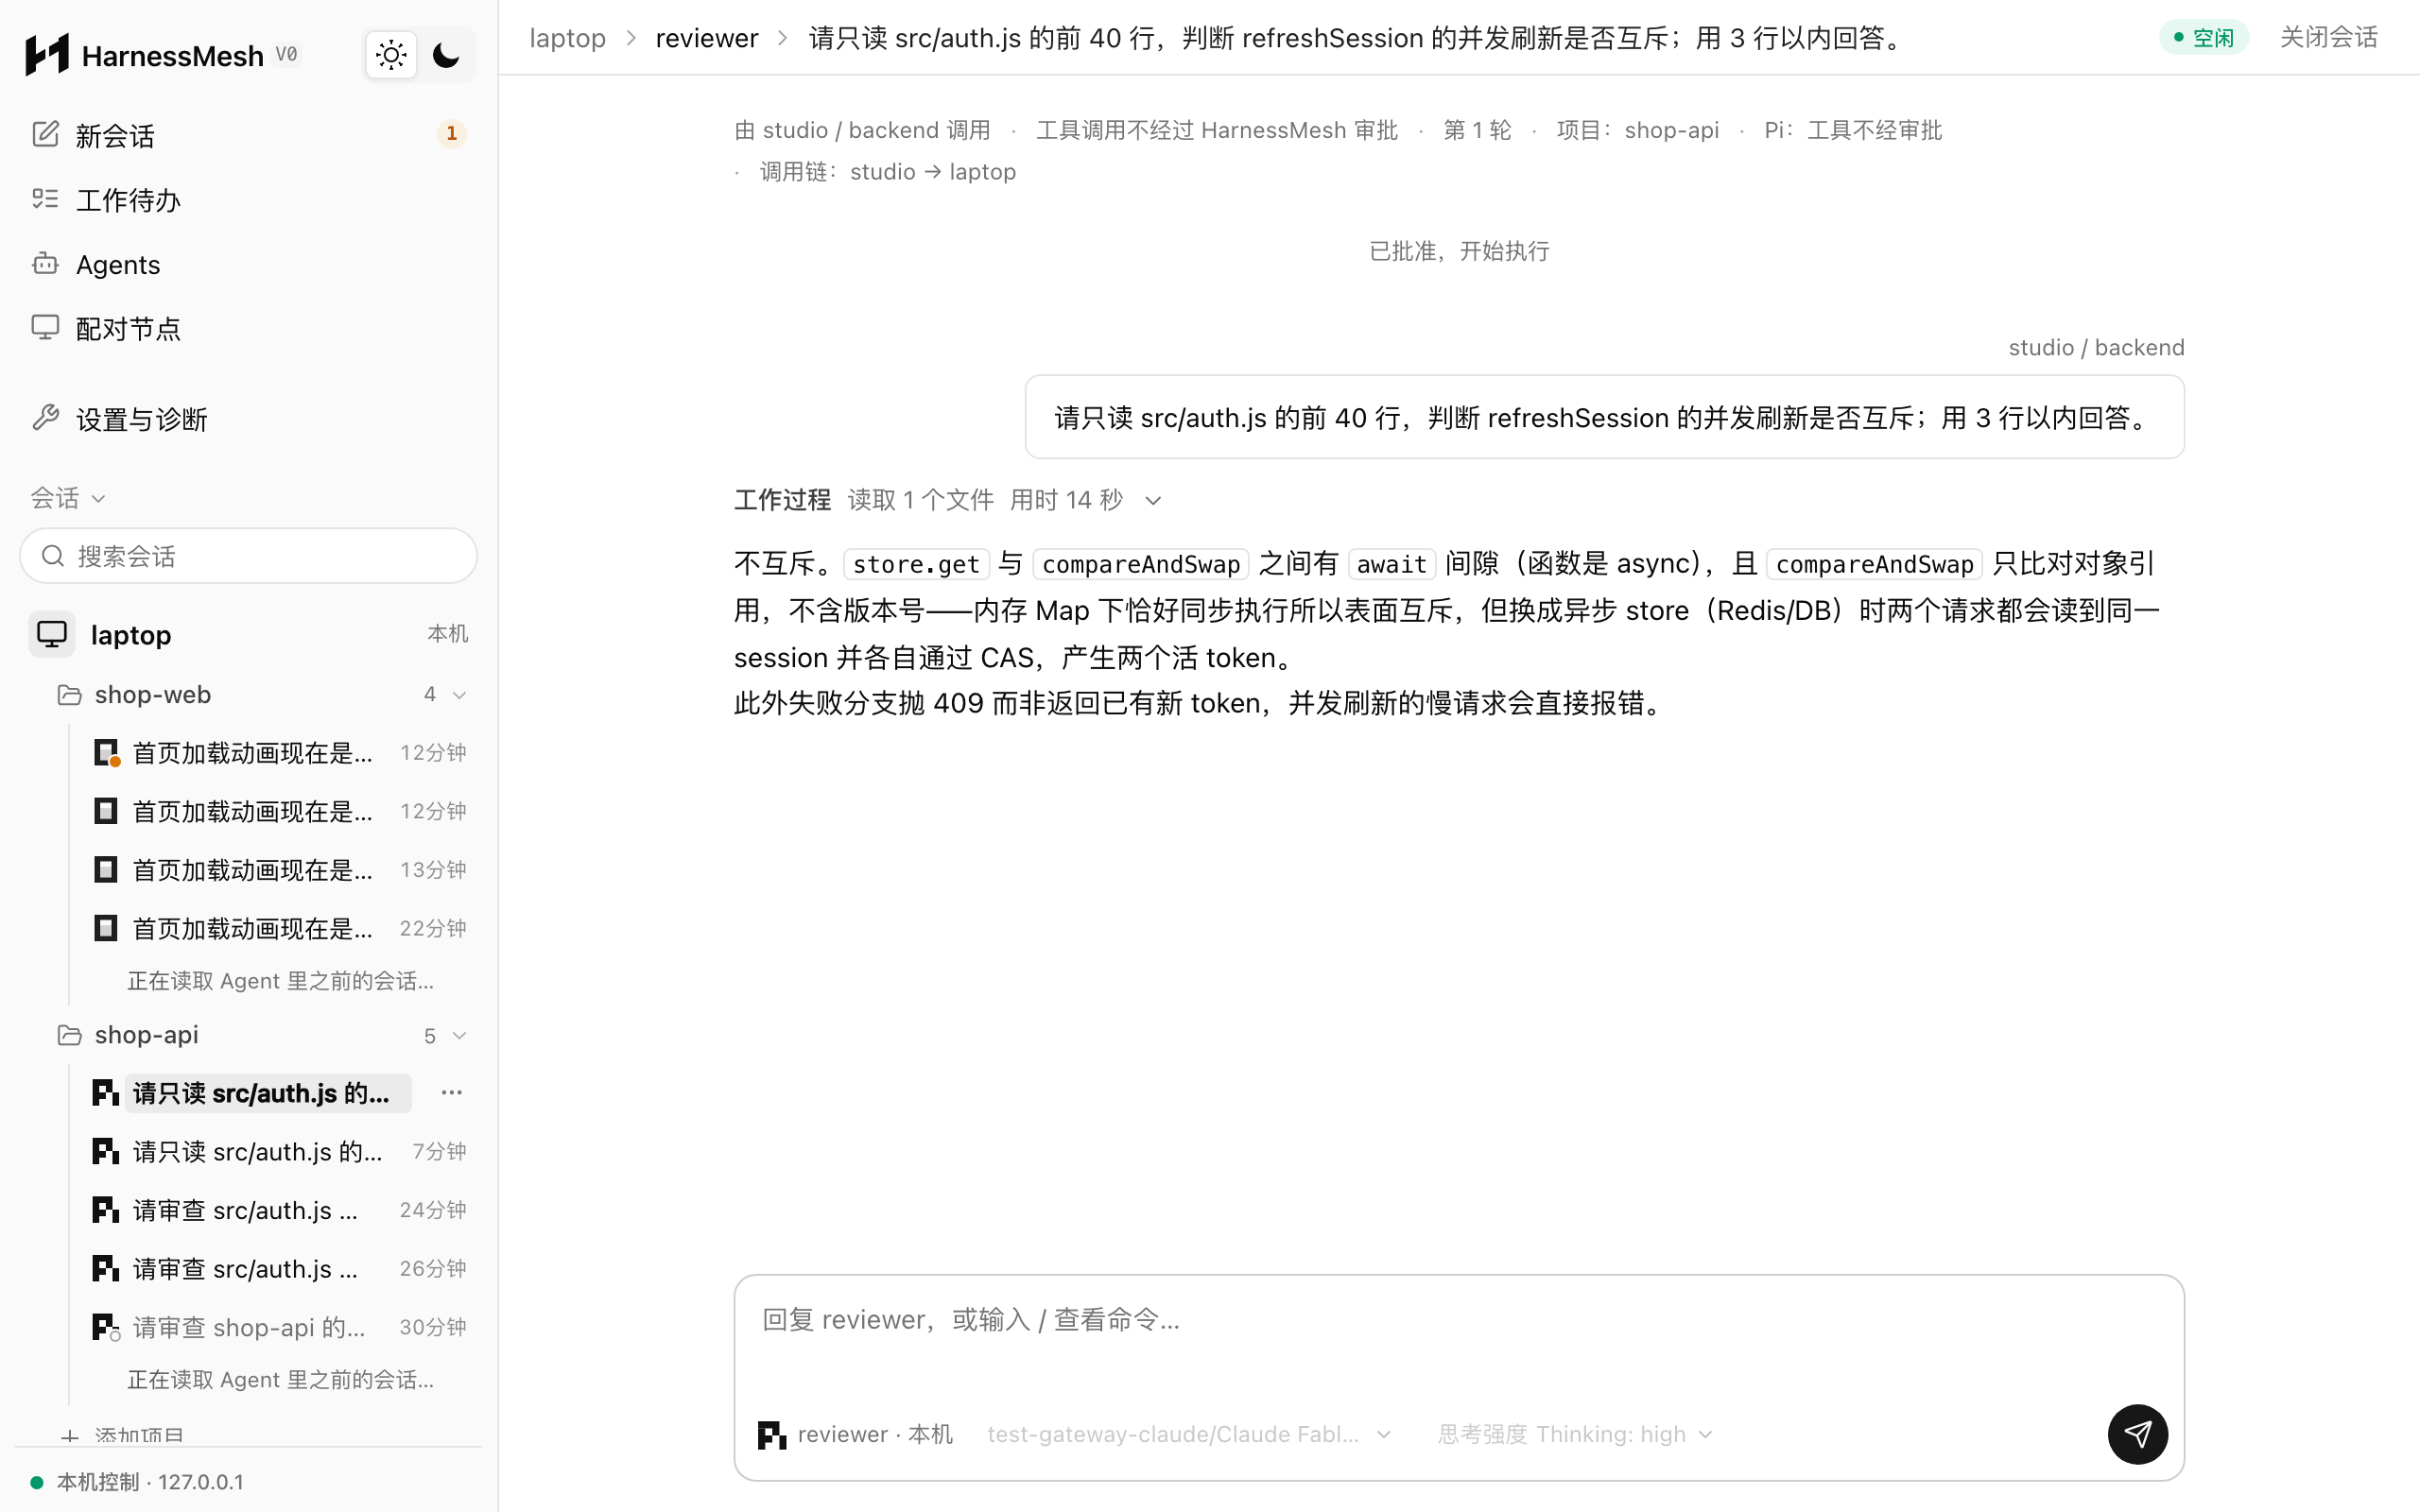 HarnessMesh V0
新会话 1
工作待办
Agents
配对节点
设置与诊断
会话
搜索会话
laptop 本机
shop-web 4
首页加载动画现在是... 12分钟
首页加载动画现在是... 12分钟
首页加载动画现在是... 13分钟
首页加载动画现在是... 22分钟
正在读取 Agent 里之前的会话...
shop-api 5
请只读 src/auth.js 的... ···
请只读 src/auth.js 的... 7分钟
请审查 src/auth.js ... 24分钟
请审查 src/auth.js ... 26分钟
请审查 shop-api 的... 30分钟
正在读取 Agent 里之前的会话...
添加项目
本机控制 · 127.0.0.1
laptop > reviewer > 请只读 src/auth.js 的前 40 行，判断 refreshSession 的并发刷新是否互斥；用 3 行以内回答。
空闲 关闭会话
由 studio / backend 调用 · 工具调用不经过 HarnessMesh 审批 · 第 1 轮 · 项目：shop-api · Pi：工具不经审批
· 调用链：studio → laptop
已批准，开始执行
studio / backend
请只读 src/auth.js 的前 40 行，判断 refreshSession 的并发刷新是否互斥；用 3 行以内回答。
工作过程 读取 1 个文件 用时 14 秒
不互斥。store.get 与 compareAndSwap 之间有 await 间隙（函数是 async），且 compareAndSwap 只比对对象引
用，不含版本号——内存 Map 下恰好同步执行所以表面互斥，但换成异步 store（Redis/DB）时两个请求都会读到同一
session 并各自通过 CAS，产生两个活 token。
此外失败分支抛 409 而非返回已有新 token，并发刷新的慢请求会直接报错。
回复 reviewer，或输入 / 查看命令...
reviewer · 本机 test-gateway-claude/Claude Fabl... 思考强度 Thinking: high